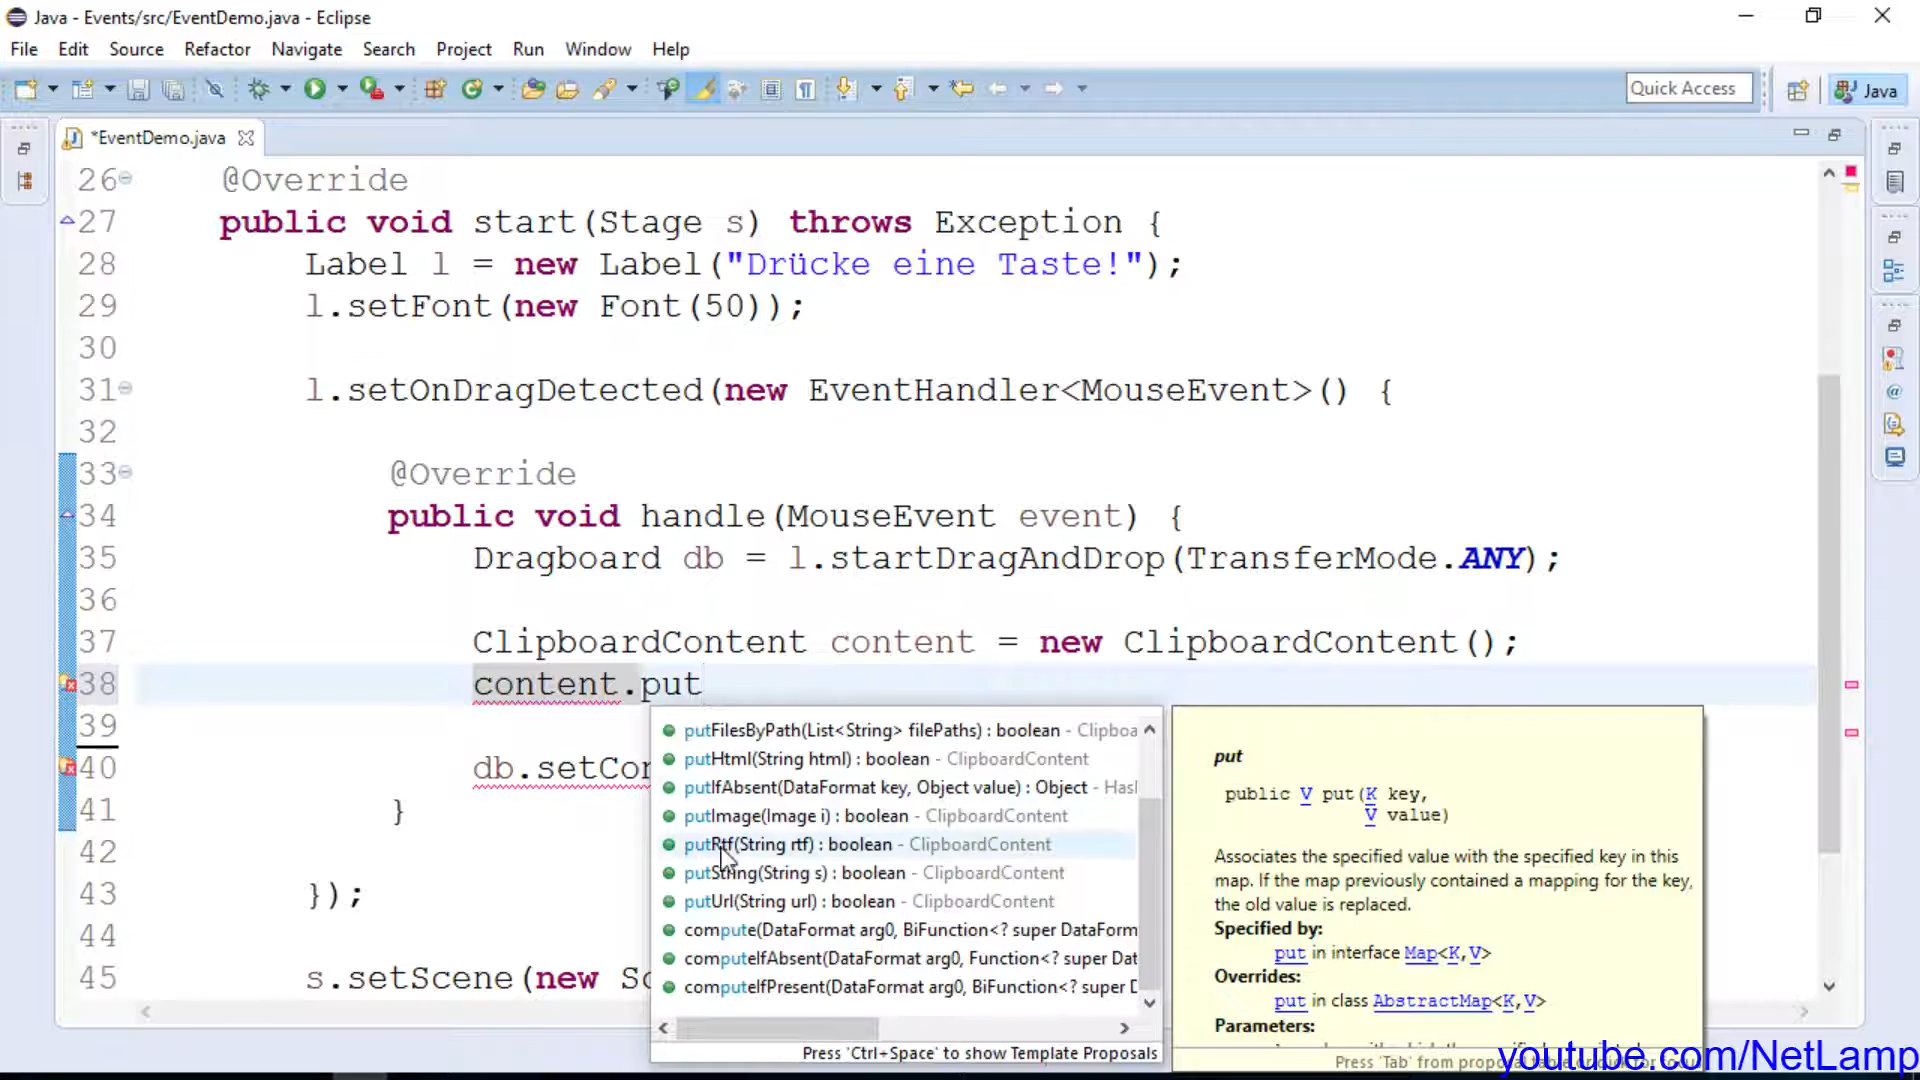 Java - Events/src/EventDemo.java - Eclipse
File Edit Source Refactor Navigate Search Project Run Window Help
Quick Access
Java
*EventDemo.java
26 @Override
27 public void start(Stage s) throws Exception {
28 Label l = new Label("Drücke eine Taste!");
29 l.setFont(new Font(50));
30
31 l.setOnDragDetected(new EventHandler<MouseEvent>() {
32
33 @Override
34 public void handle(MouseEvent event) {
35 Dragboard db = l.startDragAndDrop(TransferMode.ANY);
36
37 ClipboardContent content = new ClipboardContent();
38 content.put
39
40 db.setCon
41 }
42
43 });
44
45 s.setScene(new Sc
putFilesByPath(List<String> filePaths) : boolean - Clipboa
putHtml(String html) : boolean - ClipboardContent
putIfAbsent(DataFormat key, Object value) : Object - Hasl
putImage(Image i) : boolean - ClipboardContent
putRtf(String rtf) : boolean - ClipboardContent
putString(String s) : boolean - ClipboardContent
putUrl(String url) : boolean - ClipboardContent
compute(DataFormat arg0, BiFunction<? super DataForm
computeIfAbsent(DataFormat arg0, Function<? super Dat
computeIfPresent(DataFormat arg0, BiFunction<? super D
Press 'Ctrl+Space' to show Template Proposals
put
public V put(K key,
V value)
Associates the specified value with the specified key in this
map. If the map previously contained a mapping for the key,
the old value is replaced.
Specified by:
put in interface Map<K,V>
Overrides:
put in class AbstractMap<K,V>
Parameters:
Press 'Tab' from proposal table or click for
youtube.com/NetLamp